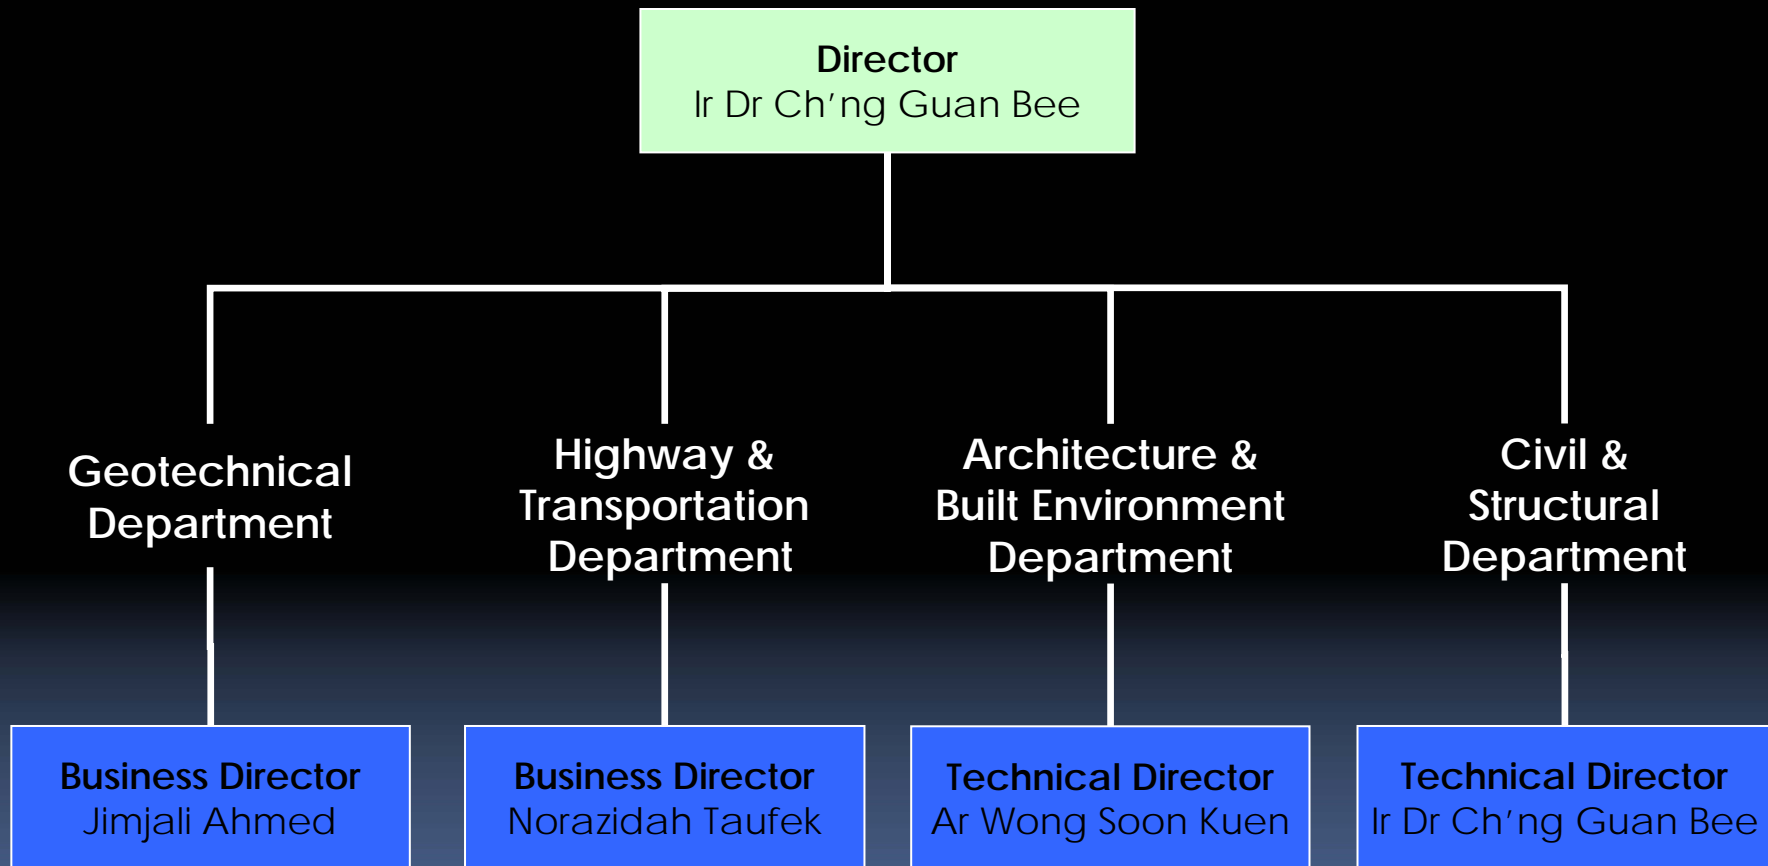 Director
Ir Dr Ch’ng Guan Bee
Geotechnical
Department
Highway &
Transportation
Department
Architecture &
Built Environment
Department
Civil &
Structural
Department
Business Director
Jimjali Ahmed
Business Director
Norazidah Taufek
Technical Director
Ar Wong Soon Kuen
Technical Director
Ir Dr Ch’ng Guan Bee